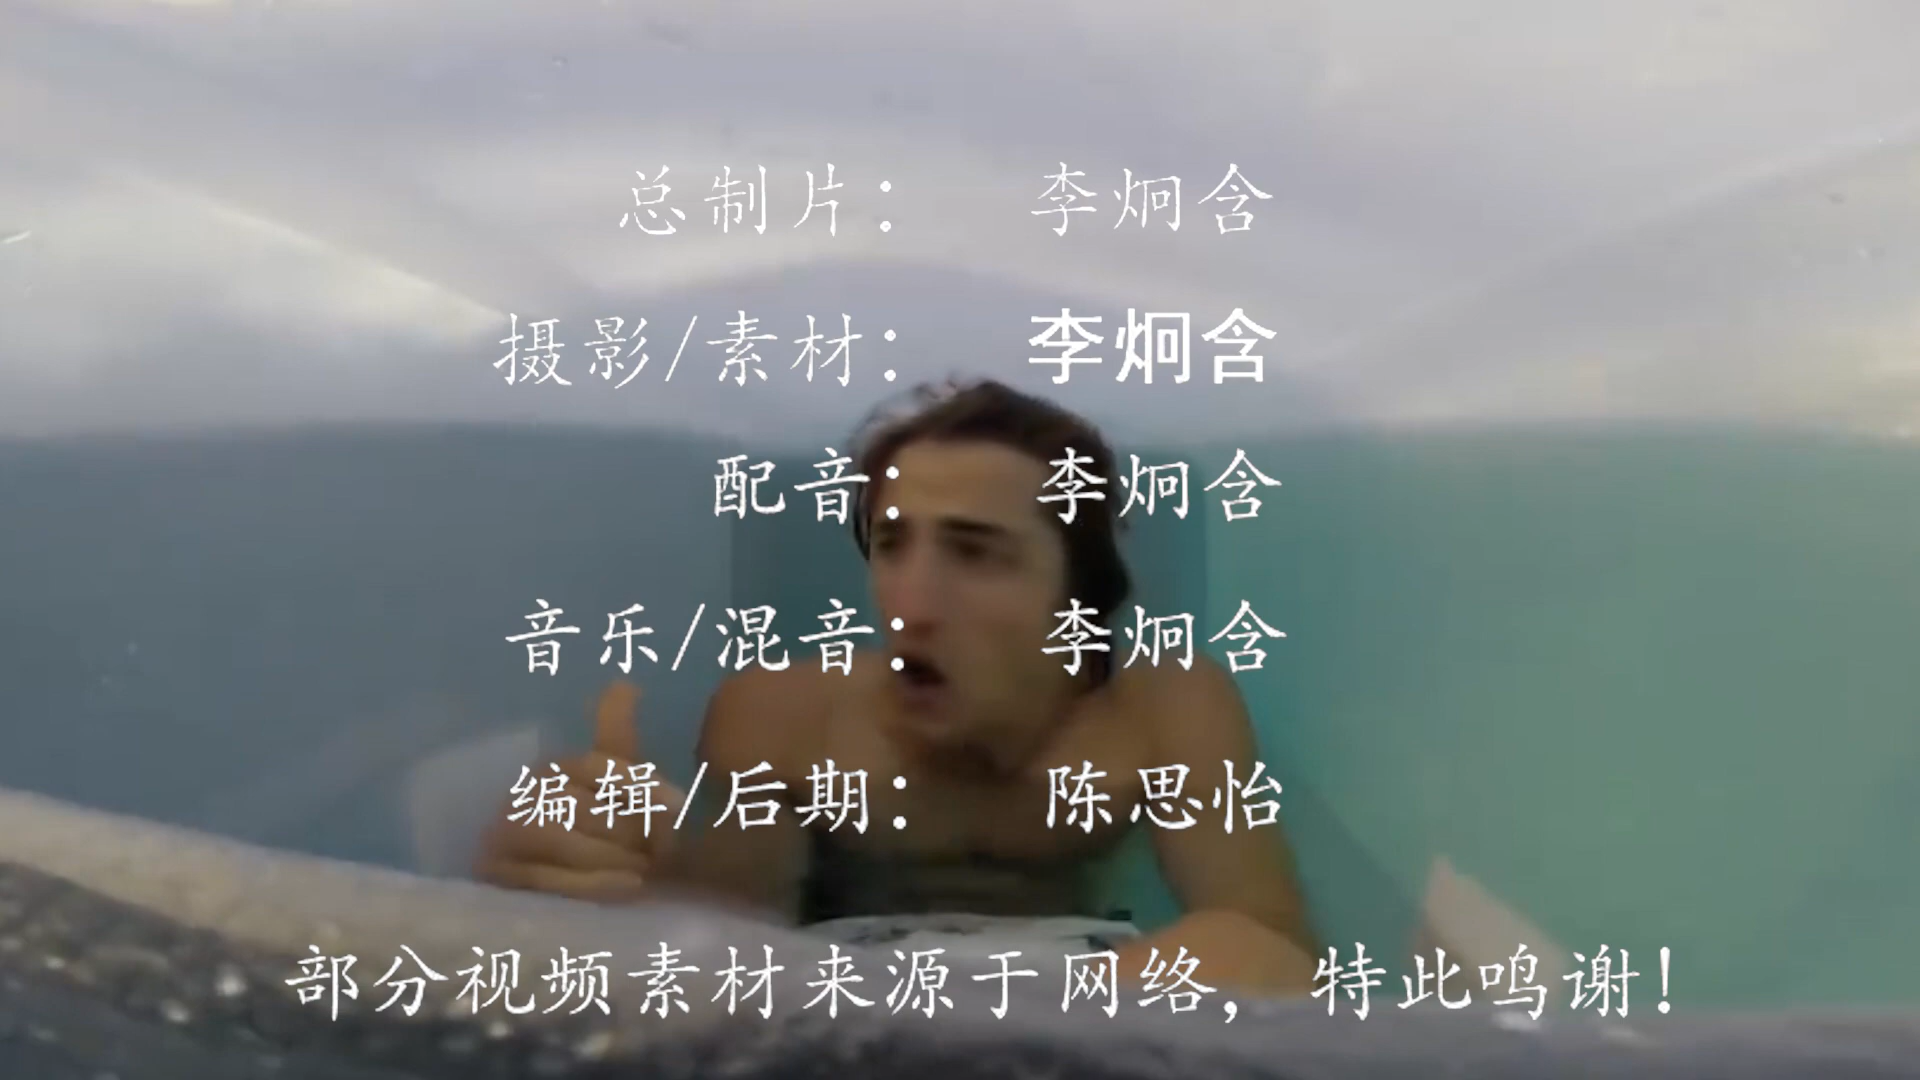 总制片： 李炯含
摄影/素材： 李炯含
配音： 李炯含
音乐/混音： 李炯含
编辑/后期： 陈思怡
部分视频素材来源于网络，特此鸣谢！